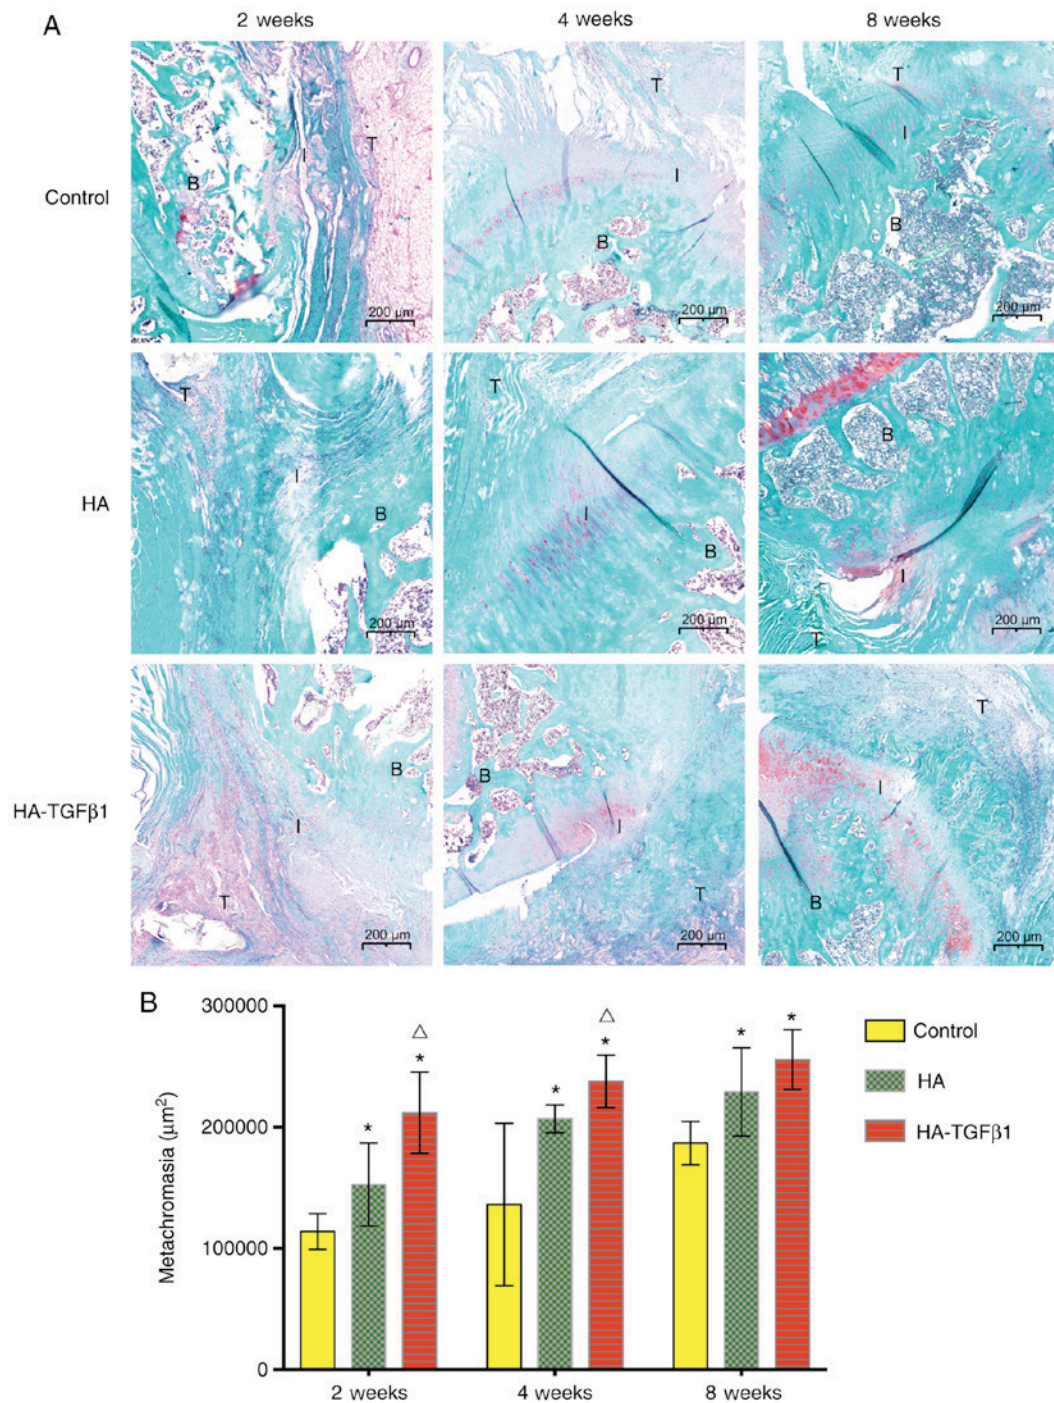 A
2 weeks
4 weeks
8 weeks
Control
B
I
T
200 µm
T
I
B
200 µm
T
I
B
200 µm
HA
T
I
B
200 µm
T
I
B
200 µm
B
I
T
200 µm
HA-TGFβ1
B
I
T
200 µm
B
I
T
200 µm
T
I
B
200 µm
B
Metachromasia (µm²)
300000
200000
100000
0
* △ *
* △ *
* *
2 weeks
4 weeks
8 weeks
Control
HA
HA-TGFβ1